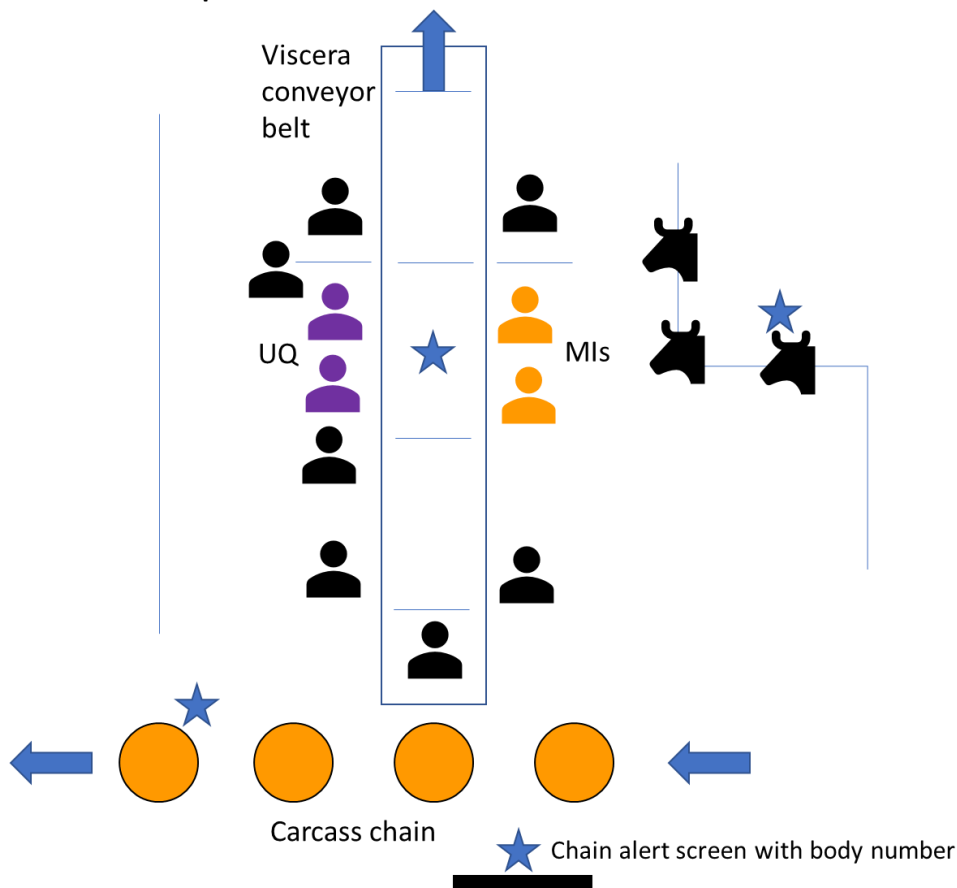 Viscera
conveyor
belt
UQ
MIs
Carcass chain
Chain alert screen with body number